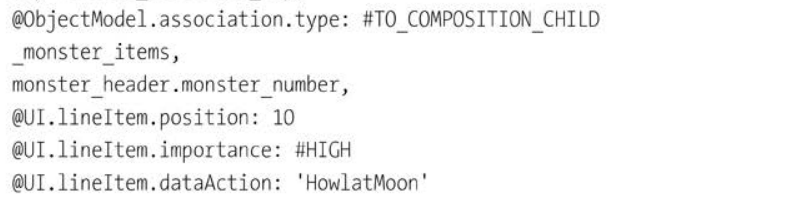 @ObjectModel.association.type: #TO_COMPOSITION_CHILD
_monster_items,
monster_header.monster_number,
@UI.lineItem.position: 10
@UI.lineItem.importance: #HIGH
@UI.lineItem.dataAction: 'HowlatMoon'